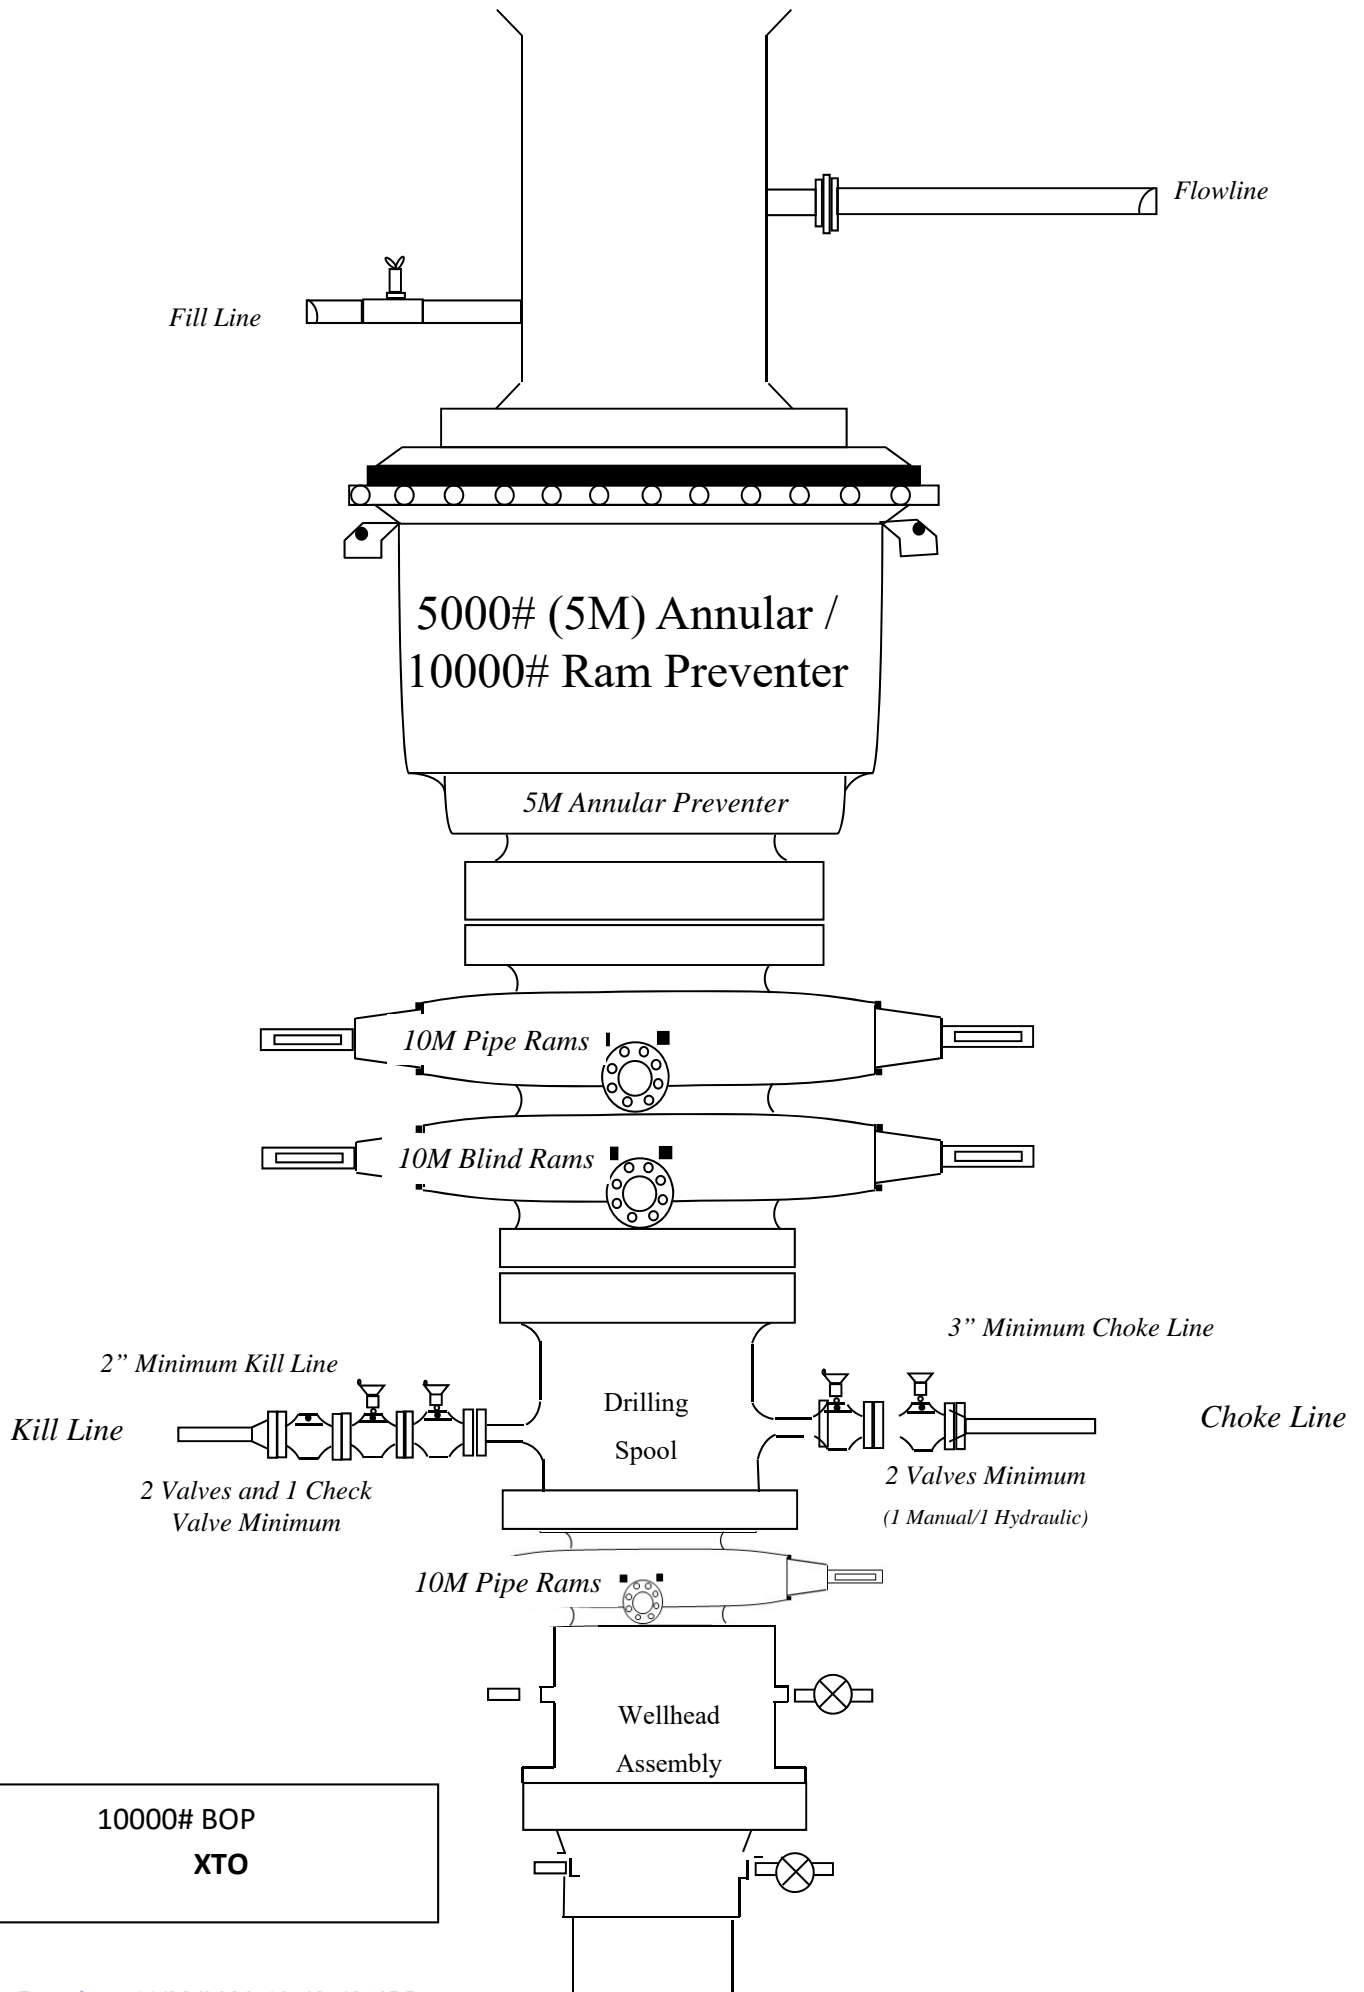 Flowline
Fill Line
5000# (5M) Annular /
10000# Ram Preventer
5M Annular Preventer
10M Pipe Rams
10M Blind Rams
3” Minimum Choke Line
2” Minimum Kill Line
Drilling
Spool
Kill Line
Choke Line
2 Valves and 1 Check
Valve Minimum
2 Valves Minimum
(1 Manual/1 Hydraulic)
10M Pipe Rams
Wellhead
Assembly
10000# BOP
XTO